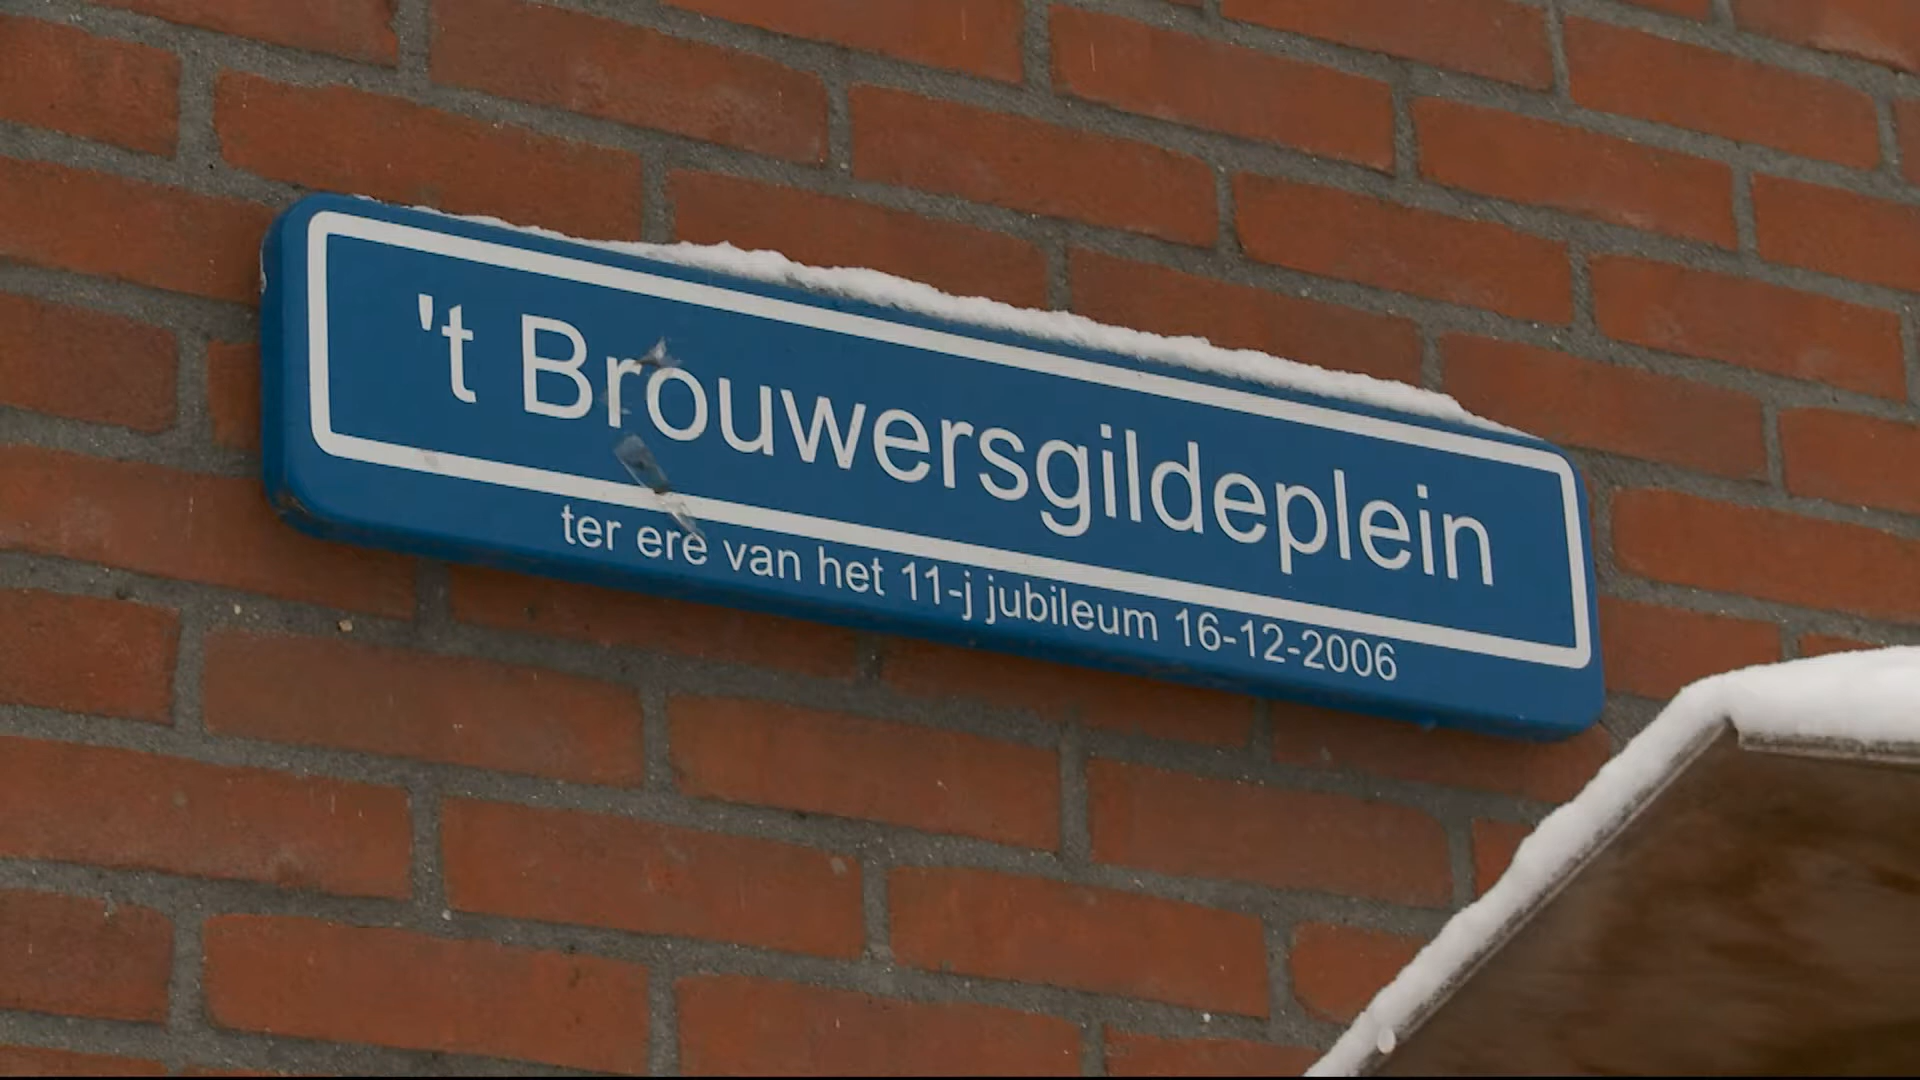 't Brouwersgildeplein
ter ere van het 11-j jubileum 16-12-2006